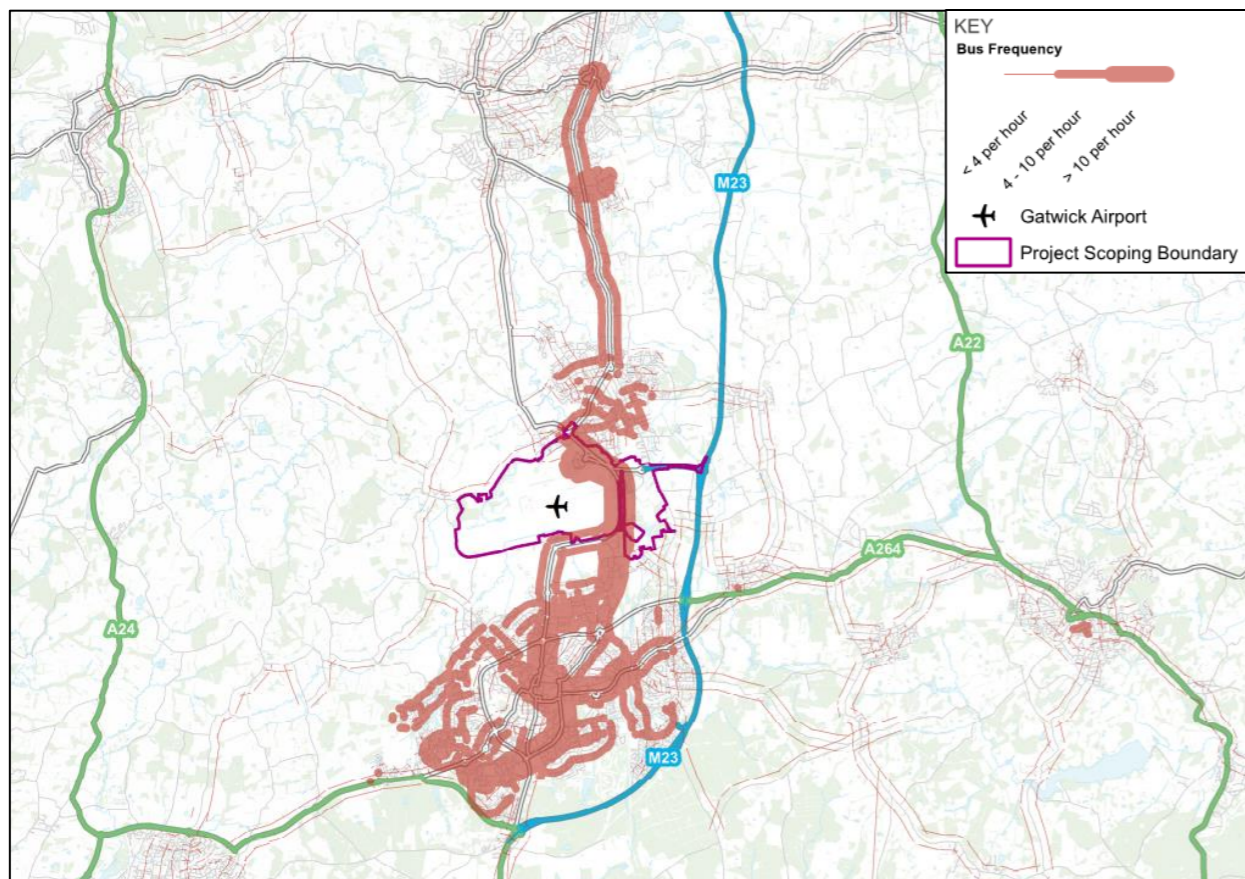 KEY
Bus Frequency
< 4 per hour
4 - 10 per hour
> 10 per hour
Gatwick Airport
Project Scoping Boundary
M23
A22
A264
A24
M23